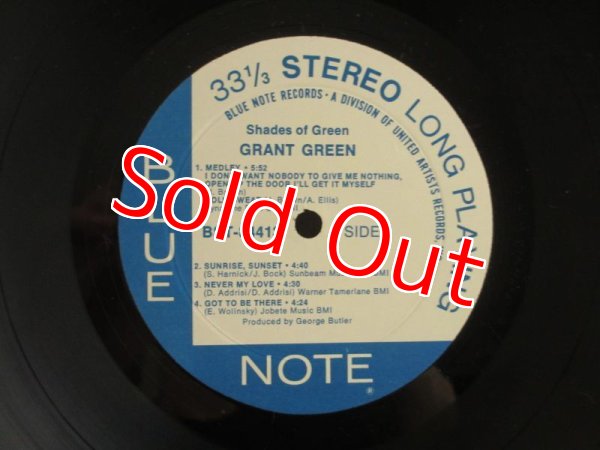 33⅓ STEREO LONG PLAYING
BLUE NOTE RECORDS • A DIVISION OF UNITED ARTISTS RECORDS,
Shades of Green
GRANT GREEN
1. MEDLEY • 5:52
I DON'T WANT NOBODY TO GIVE ME NOTHING,
OPEN UP THE DOOR I'LL GET IT MYSELF
SIDE
2. SUNRISE, SUNSET • 4:40
(S. Harnick/J. Bock) Sunbeam BMI
3. NEVER MY LOVE • 4:30
(D. Addrisi/D. Addrisi) Warner Tamerlane BMI
4. GOT TO BE THERE • 4:24
(E. Wolinsky) Jobete Music BMI
Produced by George Butler
BLUE
NOTE®
Sold Out